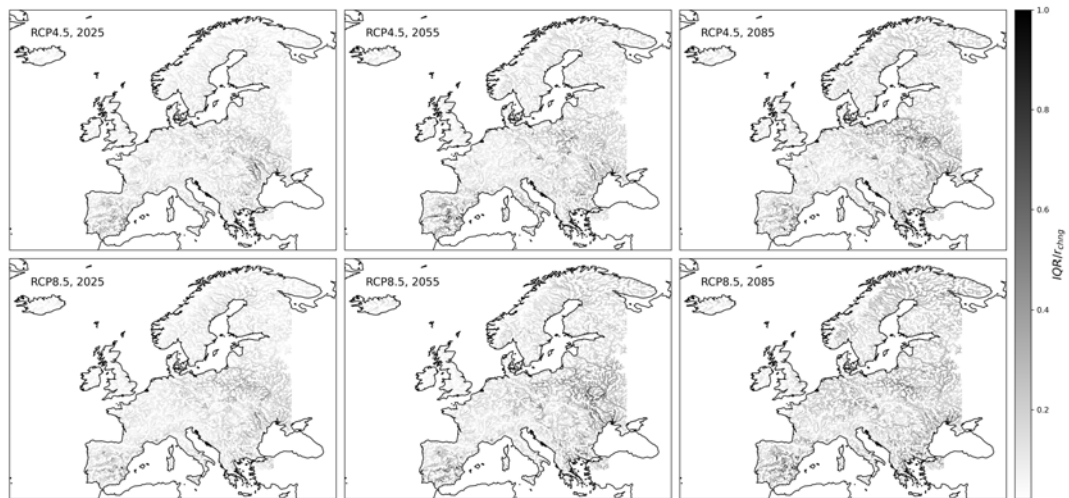 RCP4.5, 2025
RCP4.5, 2055
RCP4.5, 2085
RCP8.5, 2025
RCP8.5, 2055
RCP8.5, 2085
1.0
0.8
0.6
0.4
0.2
IQR/r_chng